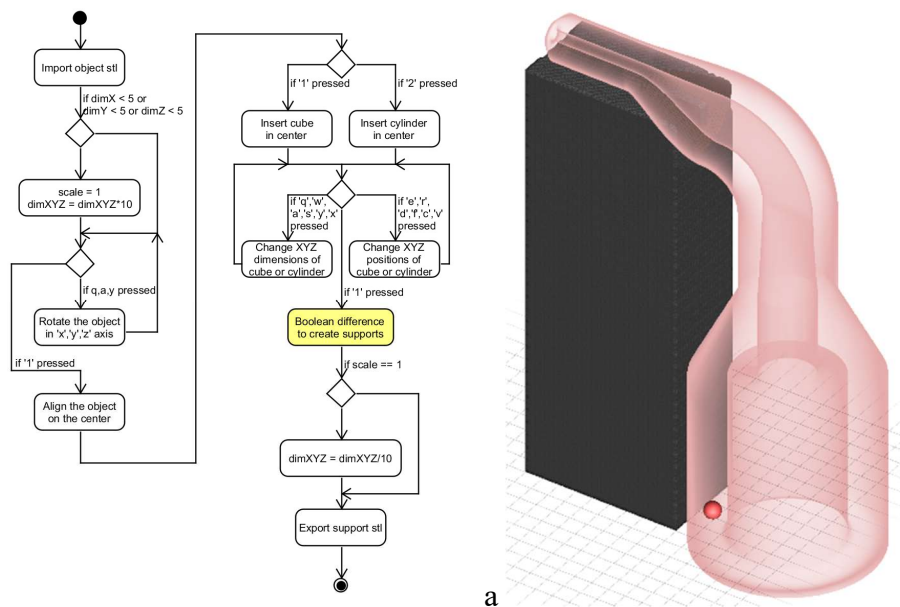 Import object stl
if dimX < 5 or
dimY < 5 or dimZ < 5
scale = 1
dimXYZ = dimXYZ*10
if q,a,y pressed
Rotate the object
in 'x','y','z' axis
if '1' pressed
Align the object
on the center
if '1' pressed
if '2' pressed
Insert cube
in center
Insert cylinder
in center
if 'q','w',
'a','s','y','x'
pressed
if 'e','r',
'd','f','c','v'
pressed
Change XYZ
dimensions of
cube or cylinder
Change XYZ
positions of
cube or cylinder
if '1' pressed
Boolean difference
to create supports
if scale == 1
dimXYZ = dimXYZ/10
Export support stl
a